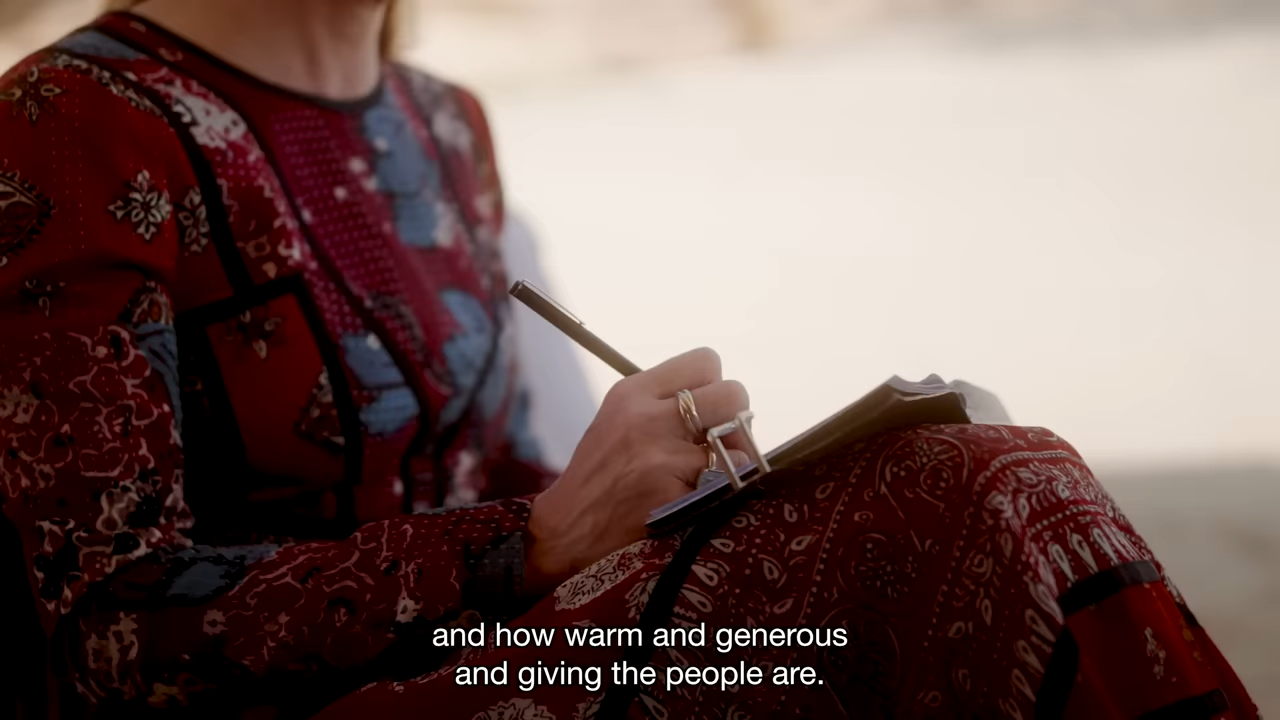 and how warm and generous
and giving the people are.